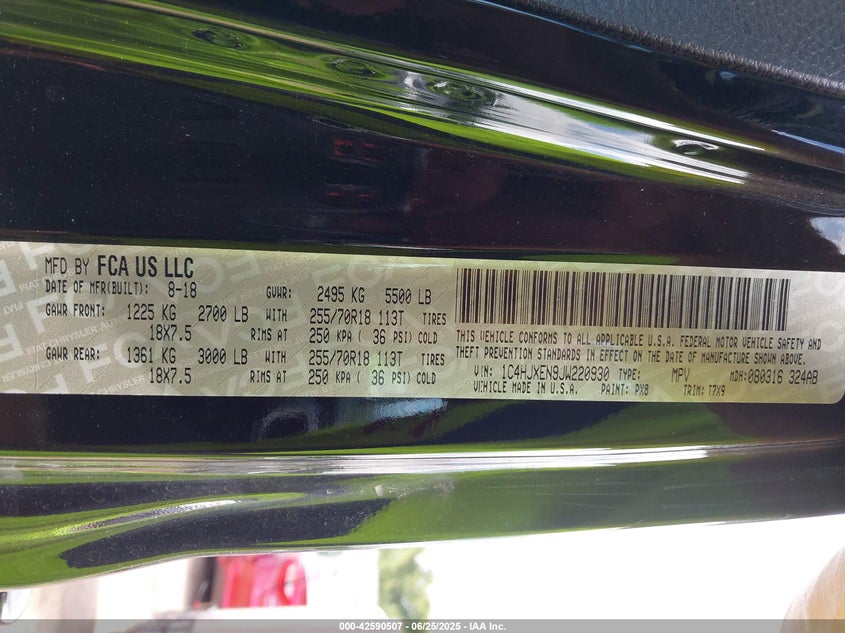 MFD BY FCA US LLC
DATE OF MFR(BUILT): 8-18 GVWR: 2495 KG 5500 LB
GAWR FRONT: 1225 KG 2700 LB WITH 255/70R18 113T TIRES
18X7.5 RIMS AT 250 KPA ( 36 PSI) COLD
GAWR REAR: 1361 KG 3000 LB WITH 255/70R18 113T TIRES
18X7.5 RIMS AT 250 KPA ( 36 PSI) COLD
THIS VEHICLE CONFORMS TO ALL APPLICABLE U.S.A. FEDERAL MOTOR VEHICLE SAFETY AND
THEFT PREVENTION STANDARDS IN EFFECT ON THE DATE OF MANUFACTURE SHOWN ABOVE.
VIN: 1C4HJXEN9JW220930 TYPE: MPV MDH: 080316 324AB
VEHICLE MADE IN U.S.A. PAINT: PX8 TRIM: T7X9
000-42590507 - 06/25/2025 - IAA Inc.